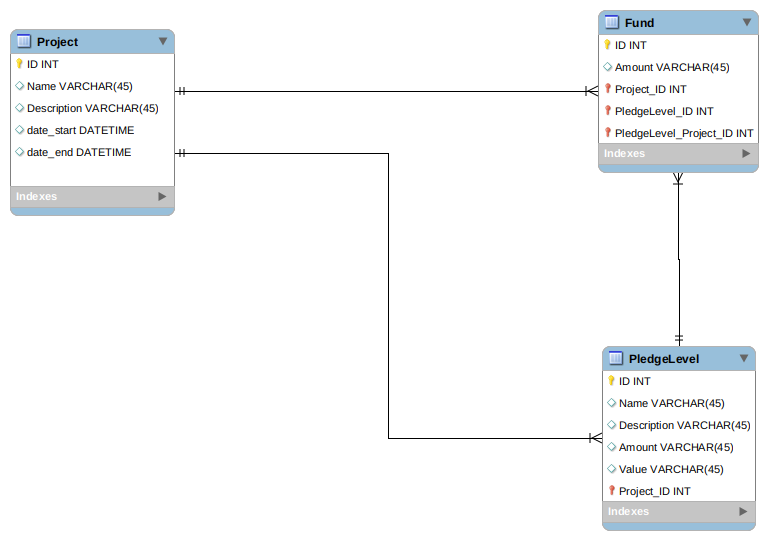 Project
ID INT
Name VARCHAR(45)
Description VARCHAR(45)
date_start DATETIME
date_end DATETIME
Indexes
Fund
ID INT
Amount VARCHAR(45)
Project_ID INT
PledgeLevel_ID INT
PledgeLevel_Project_ID INT
Indexes
PledgeLevel
ID INT
Name VARCHAR(45)
Description VARCHAR(45)
Amount VARCHAR(45)
Value VARCHAR(45)
Project_ID INT
Indexes